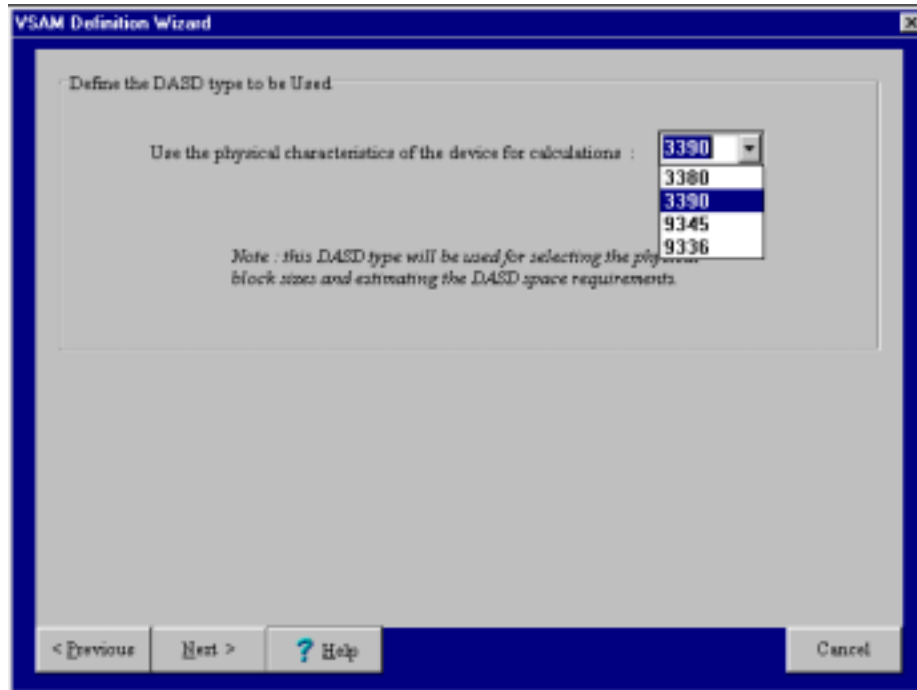 VSAM Definition Wizard
Define the DASD type to be Used
Use the physical characteristics of the device for calculations :
3390
3380
3390
9345
9336
Note : this DASD type will be used for selecting the physical
block sizes and estimating the DASD space requirements.
< Previous
Next >
? Help
Cancel